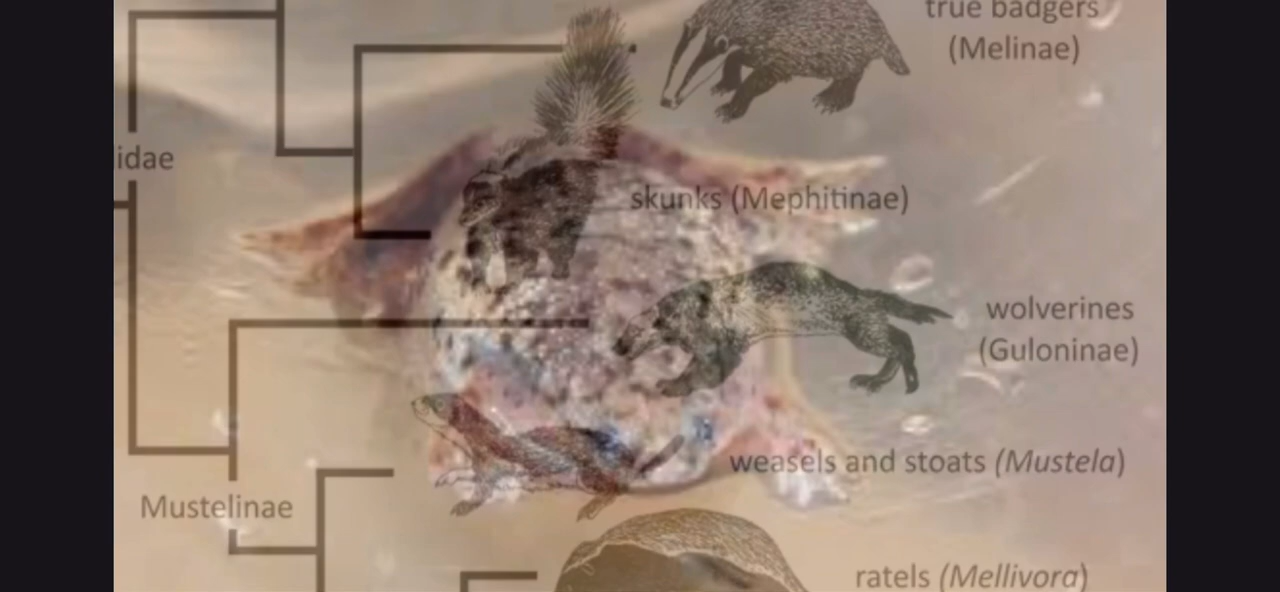 true badgers
(Melinae)
idae
skunks (Mephitinae)
wolverines
(Guloninae)
weasels and stoats (Mustela)
Mustelinae
ratels (Mellivora)